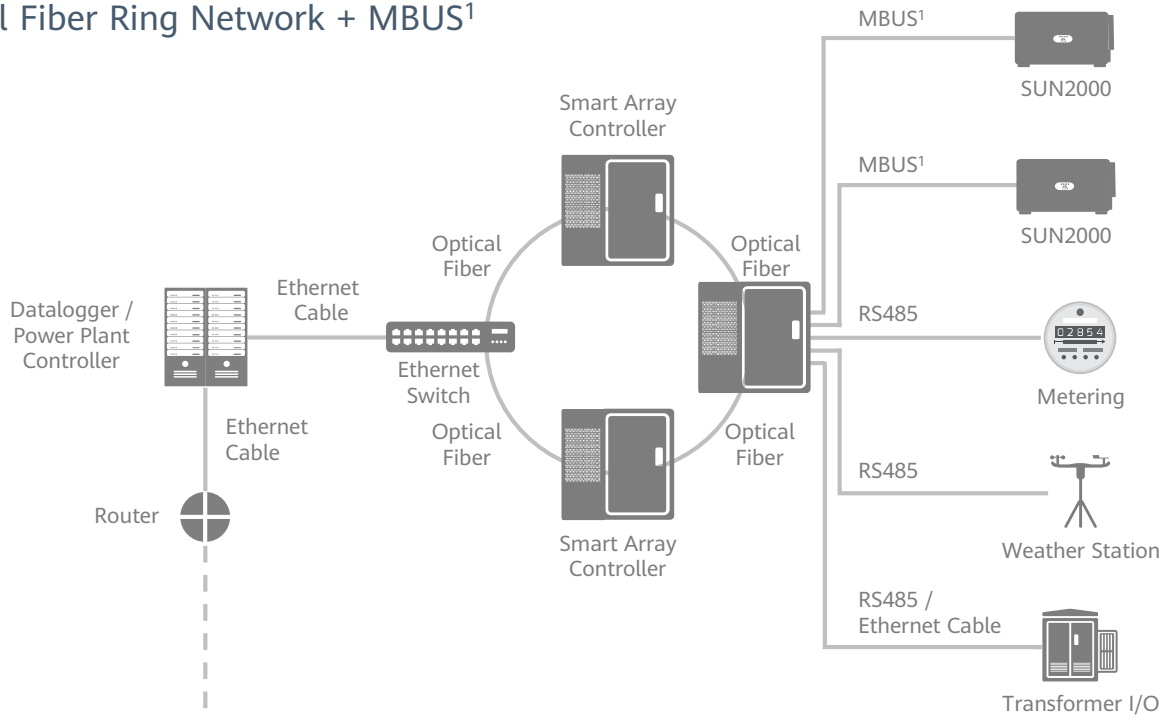 l Fiber Ring Network + MBUS¹
MBUS¹
SUN2000
Smart Array
Controller
MBUS¹
SUN2000
Optical
Fiber
Optical
Fiber
Ethernet
Cable
Datalogger /
Power Plant
Controller
RS485
02854
Metering
Ethernet
Switch
Ethernet
Cable
Optical
Fiber
Optical
Fiber
RS485
Weather Station
Router
Smart Array
Controller
RS485 /
Ethernet Cable
Transformer I/O